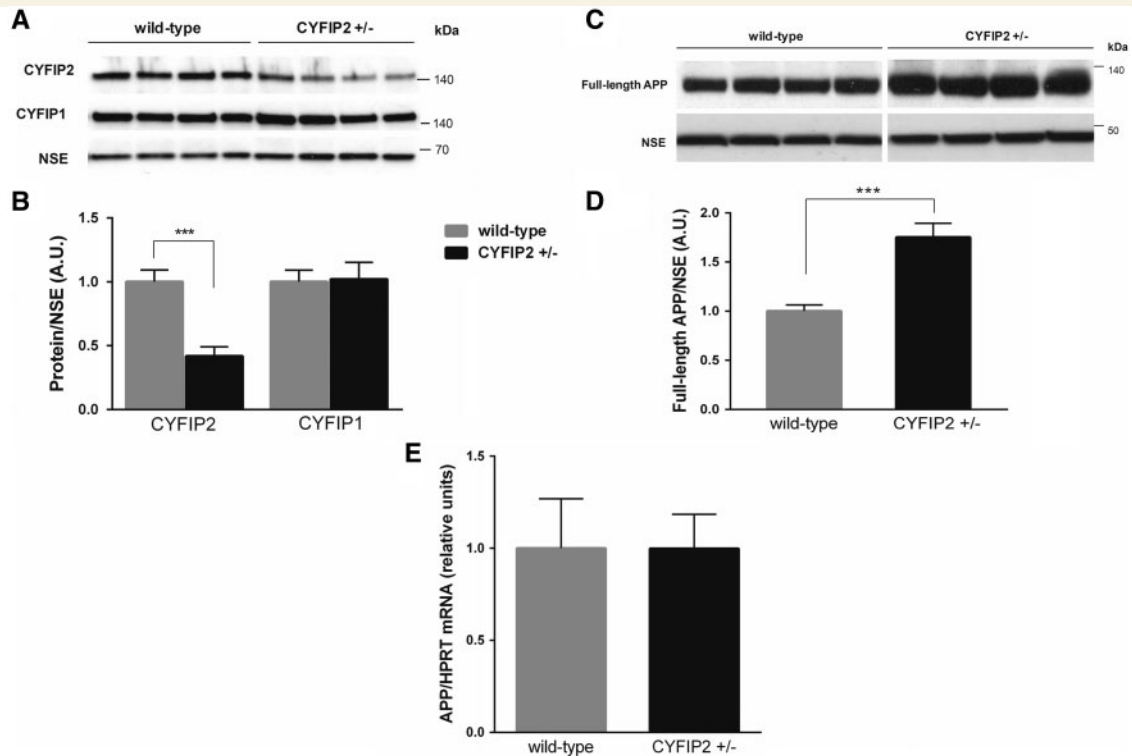 A
wild-type CYFIP2 +/- kDa
CYFIP2
140
CYFIP1
140
70
NSE
B
Protein/NSE (A.U.)
1.5
1.0
0.5
0.0
***
CYFIP2 CYFIP1
wild-type
CYFIP2 +/-
C
wild-type CYFIP2 +/-
kDa
140
Full-length APP
50
NSE
D
Full-length APP/NSE (A.U.)
2.0
1.5
1.0
0.5
0.0
***
wild-type CYFIP2 +/-
E
APP/HPRT mRNA (relative units)
1.5
1.0
0.5
0.0
wild-type CYFIP2 +/-